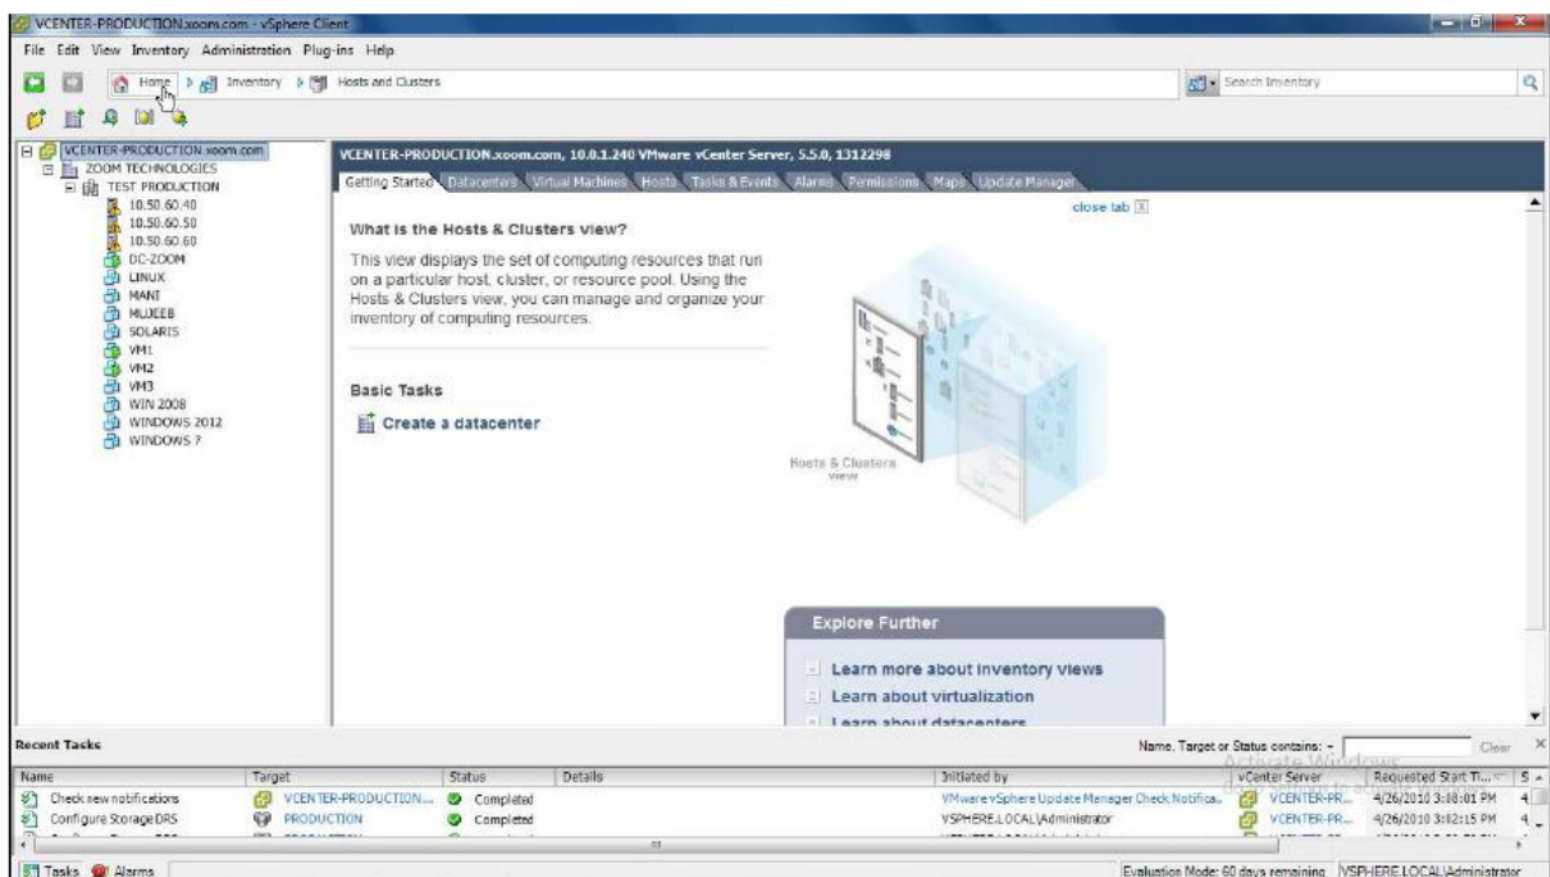 VCENTER-PRODUCTION.xoom.com - vSphere Client
File Edit View Inventory Administration Plug-ins Help
Home Inventory Hosts and Clusters
Search Inventory
VCENTER-PRODUCTION.xoom.com
ZOOM TECHNOLOGIES
TEST PRODUCTION
10.50.60.40
10.50.60.50
10.50.60.60
DC-ZOOM
LINUX
MANI
MUJEEB
SOLARIS
VM1
VM2
VM3
WIN 2008
WINDOWS 2012
WINDOWS 7
VCENTER-PRODUCTION.xoom.com, 10.0.1.240 VMware vCenter Server, 5.5.0, 1312298
Getting Started Datacenters Virtual Machines Hosts Tasks & Events Alarms Permissions Maps Update Manager
close tab
What is the Hosts & Clusters view?
This view displays the set of computing resources that run
on a particular host, cluster, or resource pool. Using the
Hosts & Clusters view, you can manage and organize your
inventory of computing resources.
Basic Tasks
Create a datacenter
Hosts & Clusters
view
Explore Further
Learn more about inventory views
Learn about virtualization
Learn about datacenters
Recent Tasks
Name, Target or Status contains:
Clear
Activate Windows
Name Target Status Details Initiated by vCenter Server Requested Start Ti... S
Check new notifications VCENTER-PRODUCTION... Completed VMware vSphere Update Manager Check Notifica... VCENTER-PR... 4/26/2010 3:08:01 PM 4
Configure Storage DRS PRODUCTION Completed VSPHERE.LOCAL\Administrator VCENTER-PR... 4/26/2010 3:02:15 PM 4
Tasks Alarms
Evaluation Mode: 60 days remaining VSPHERE.LOCAL\Administrator